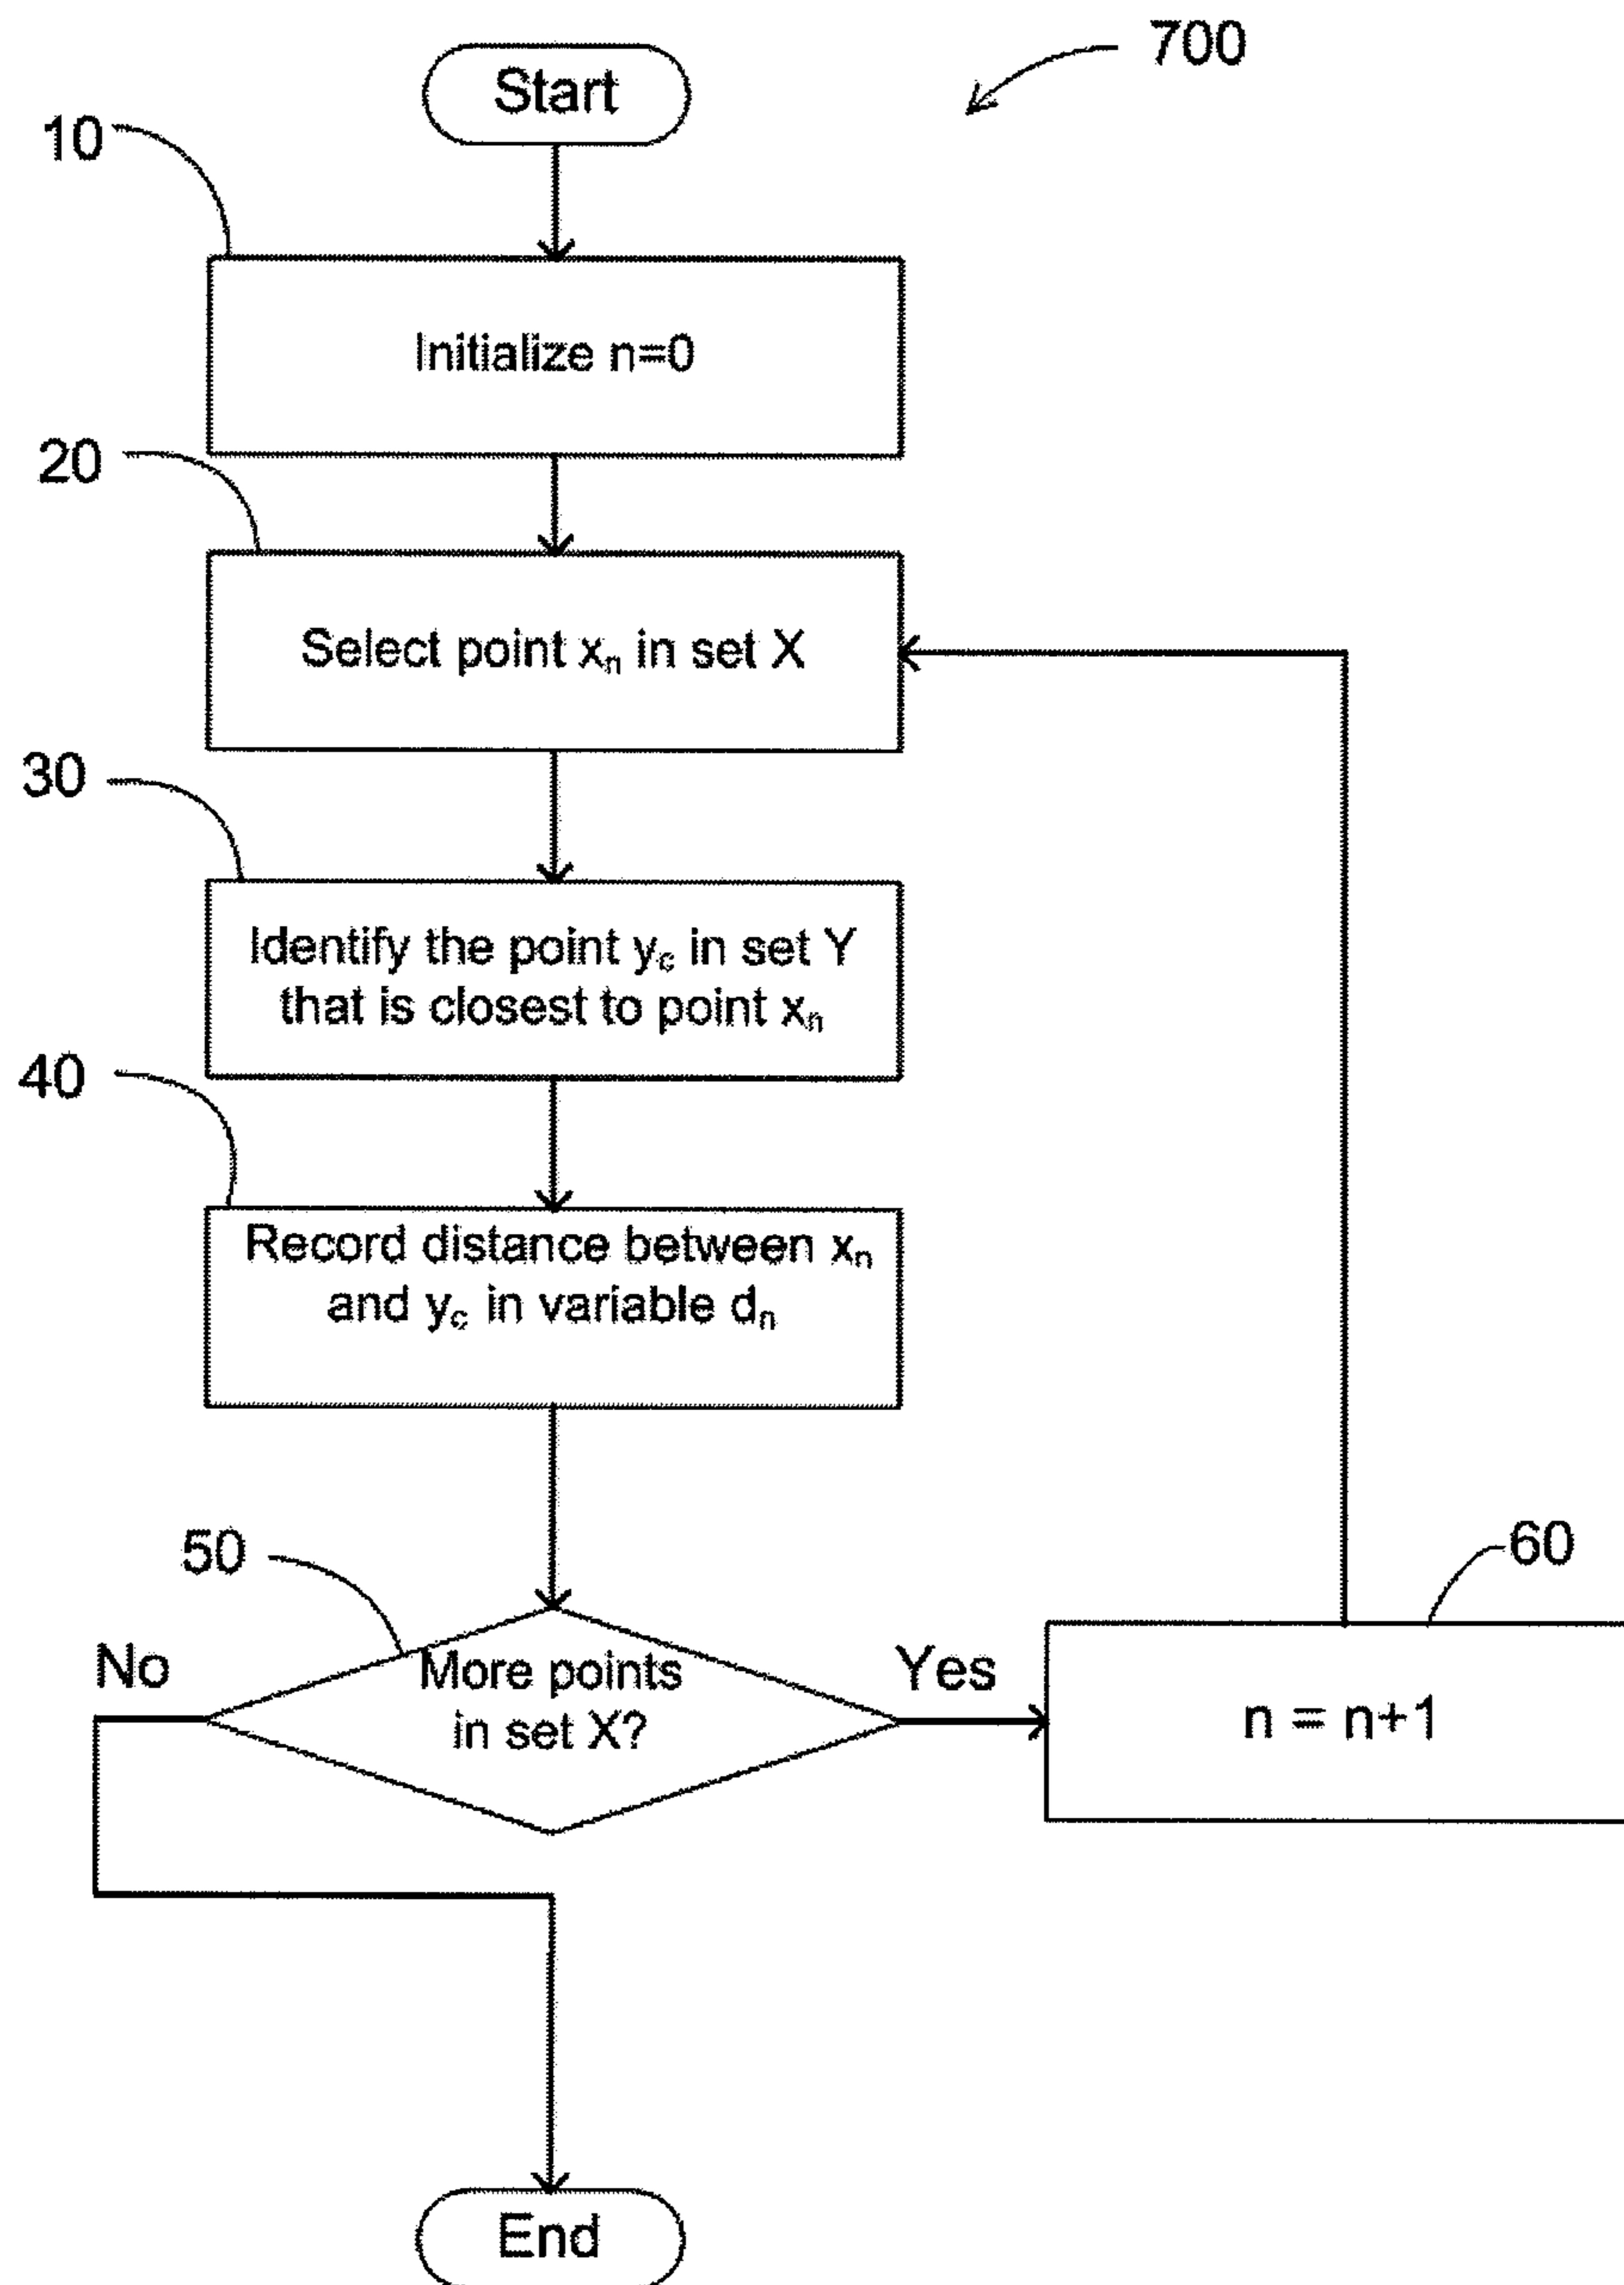 Start
700
10
Initialize n=0
20
Select point xₙ in set X
30
Identify the point y_c in set Y
that is closest to point xₙ
40
Record distance between xₙ
and y_c in variable dₙ
50
60
No
More points
in set X?
Yes
n = n+1
End